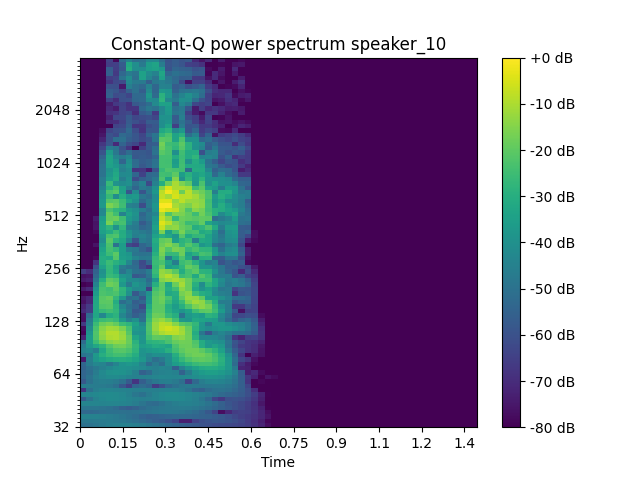 Constant-Q power spectrum speaker_10
Hz
2048
1024
512
256
128
64
32
0 0.15 0.3 0.45 0.6 0.75 0.9 1.1 1.2 1.4
Time
+0 dB
-10 dB
-20 dB
-30 dB
-40 dB
-50 dB
-60 dB
-70 dB
-80 dB